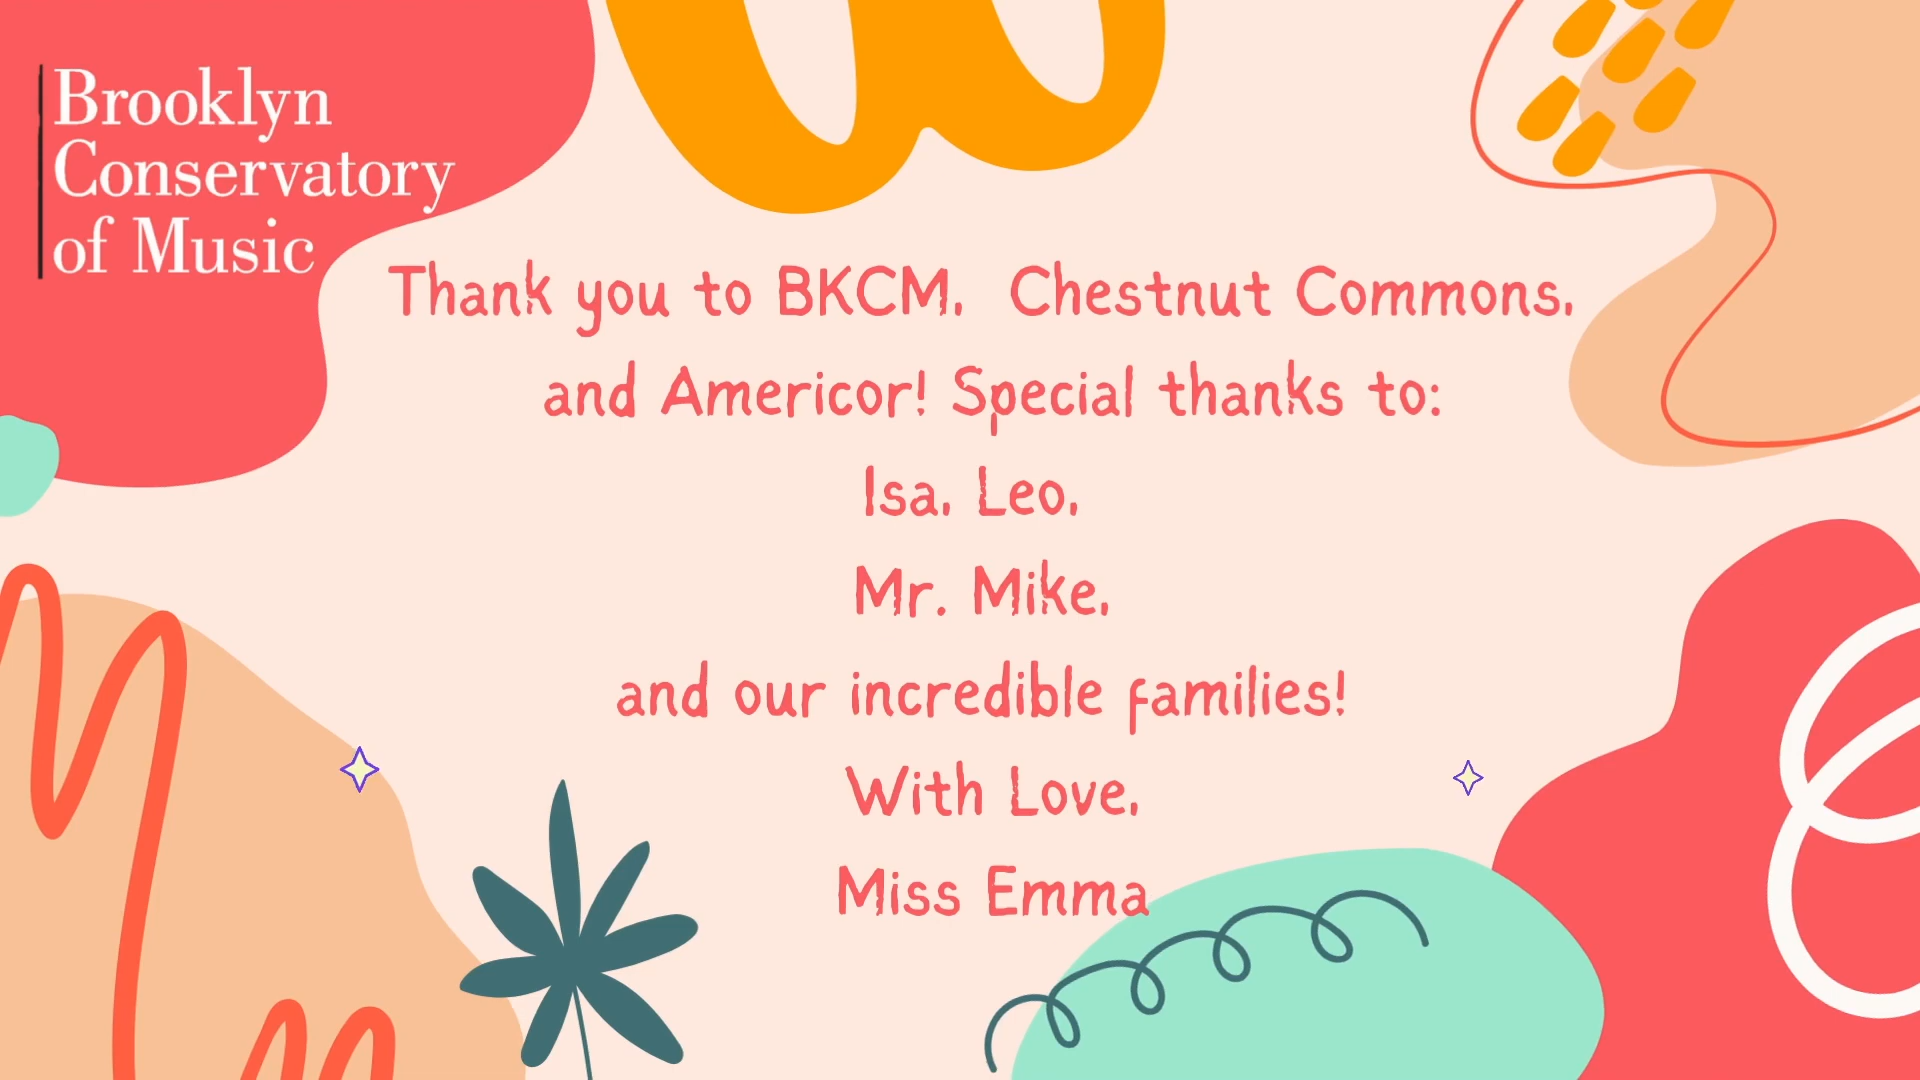 Brooklyn
Conservatory
of Music
Thank you to BKCM, Chestnut Commons,
and Americor! Special thanks to:
Isa, Leo,
Mr. Mike,
and our incredible families!
With Love,
Miss Emma